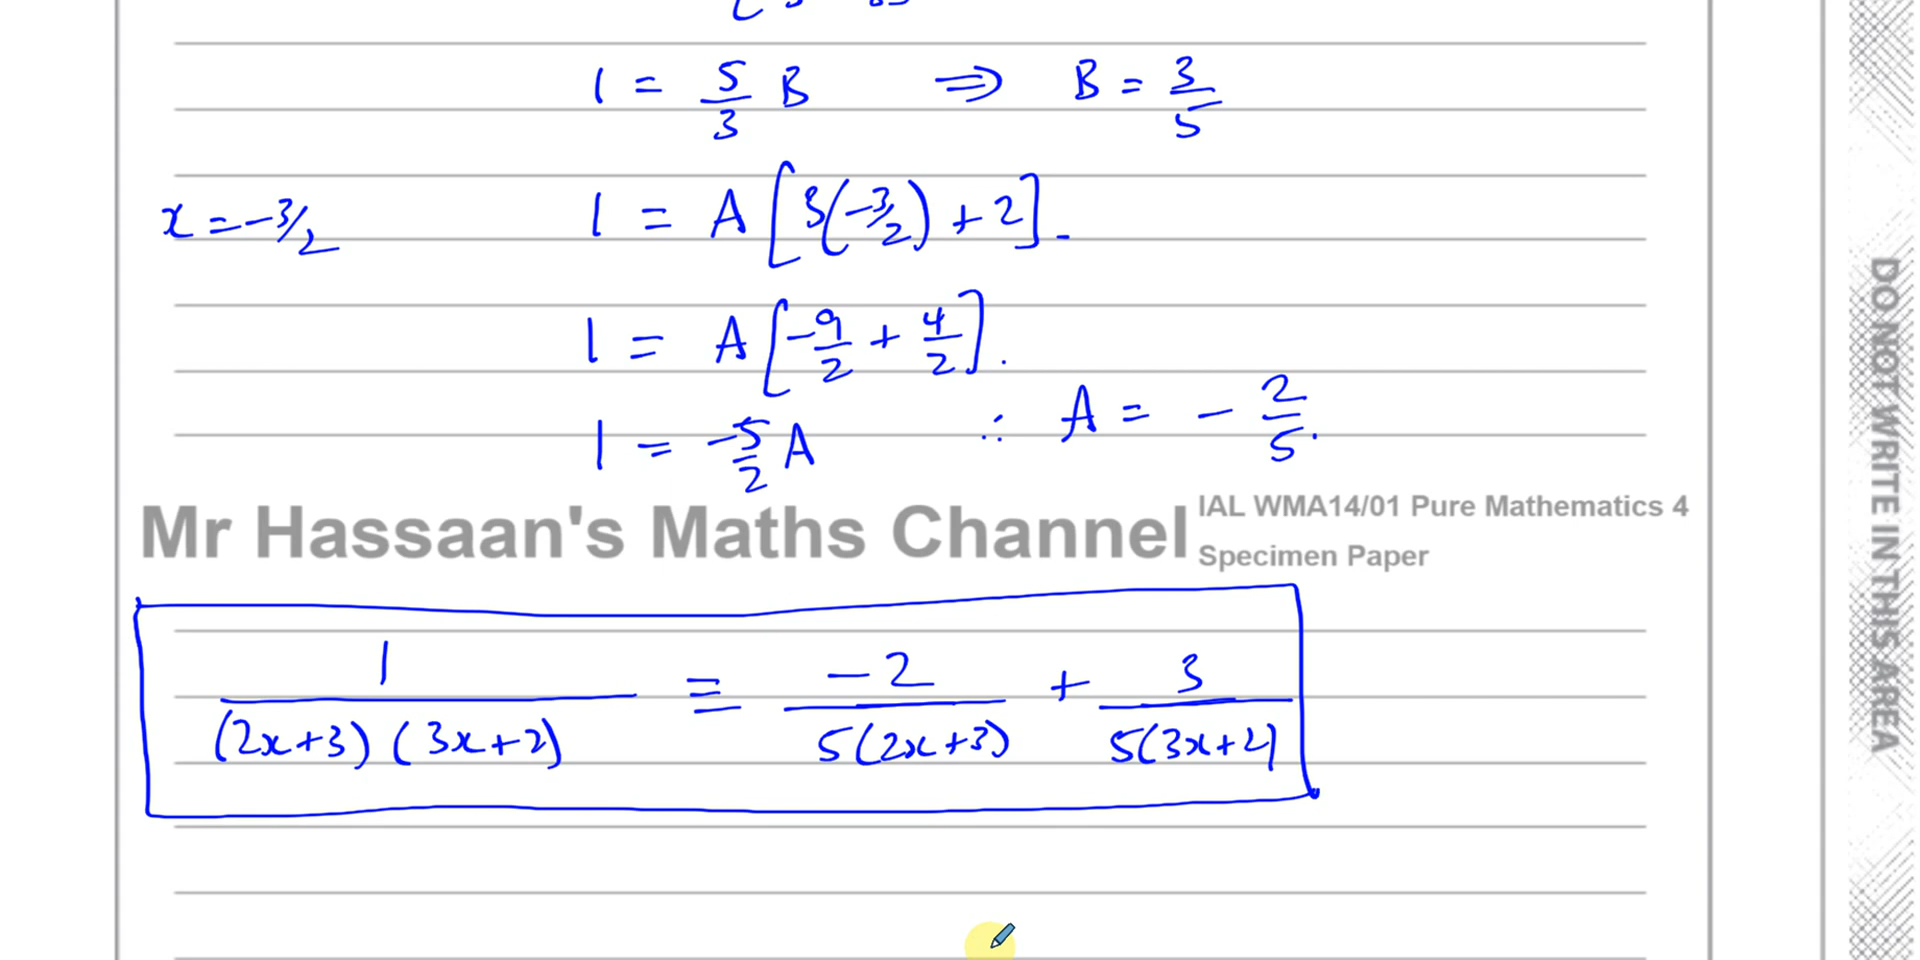 1 = 5/3 B ⇒ B = 3/5
x = -3/2 1 = A[3(-3/2) + 2].
1 = A[-9/2 + 4/2].
1 = -5/2 A ∴ A = - 2/5.
Mr Hassaan's Maths Channel IAL WMA14/01 Pure Mathematics 4
Specimen Paper
1/((2x+3)(3x+2)) = -2/(5(2x+3)) + 3/(5(3x+2))
DO NOT WRITE IN THIS AREA